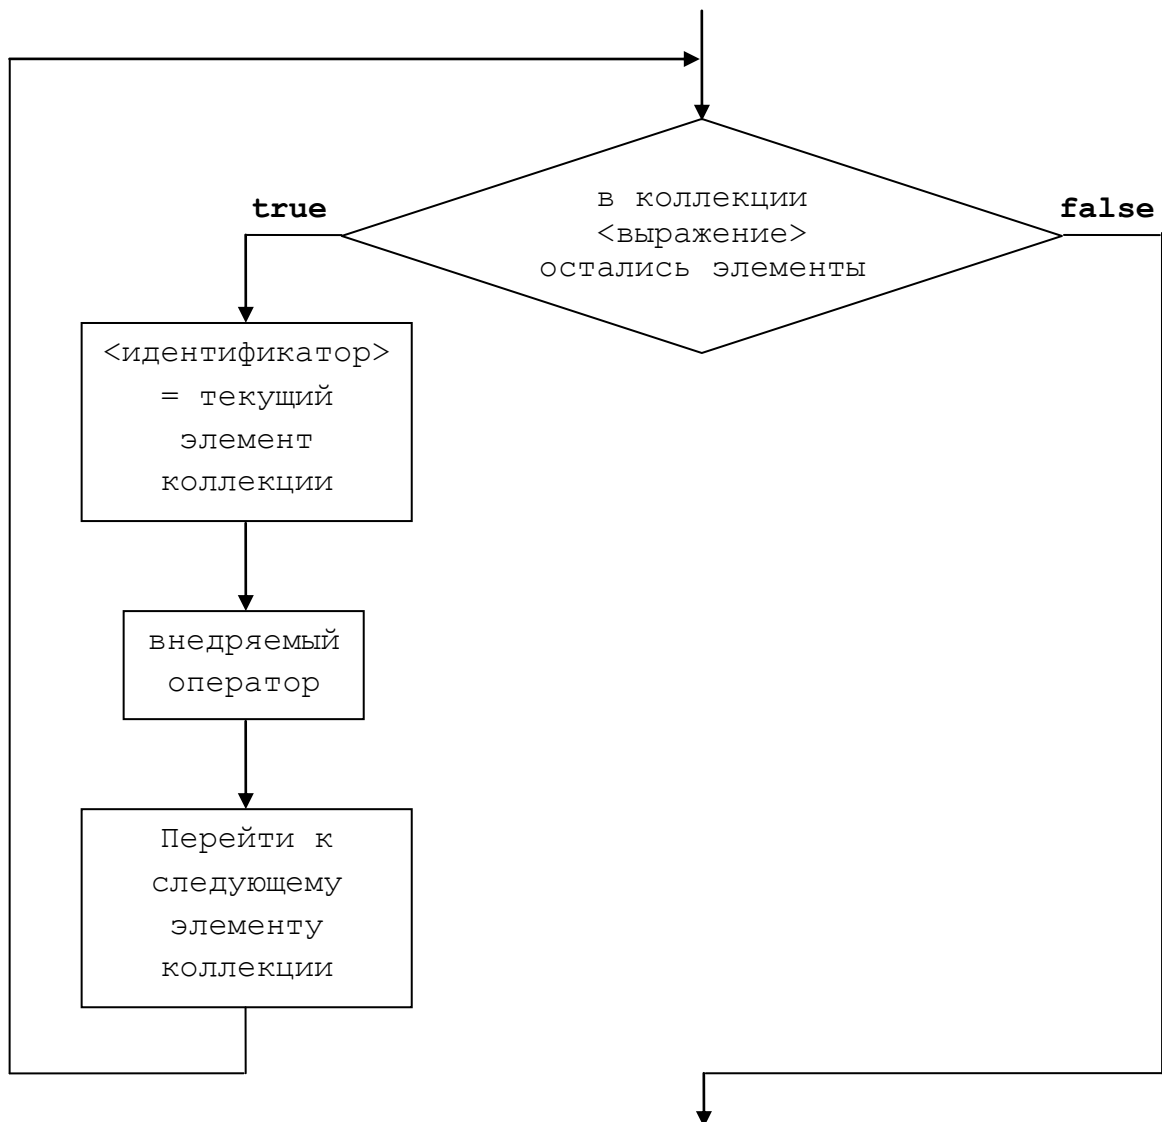 в коллекции
<выражение>
остались элементы
true
false
<идентификатор>
= текущий
элемент
коллекции
внедряемый
оператор
Перейти к
следующему
элементу
коллекции